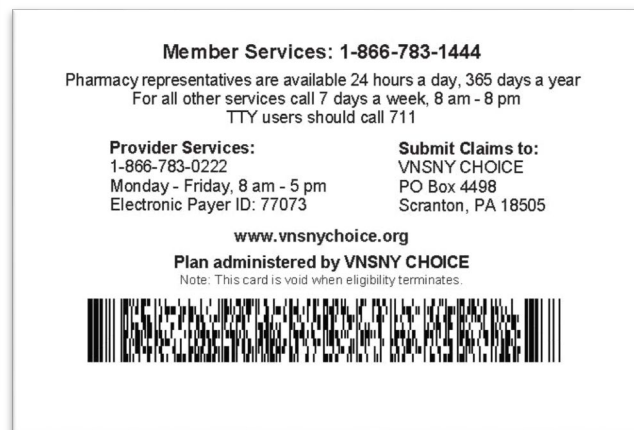 Member Services: 1-866-783-1444
Pharmacy representatives are available 24 hours a day, 365 days a year
For all other services call 7 days a week, 8 am - 8 pm
TTY users should call 711
Provider Services:
1-866-783-0222
Monday - Friday, 8 am - 5 pm
Electronic Payer ID: 77073
Submit Claims to:
VNSNY CHOICE
PO Box 4498
Scranton, PA 18505
www.vnsnychoice.org
Plan administered by VNSNY CHOICE
Note: This card is void when eligibility terminates.